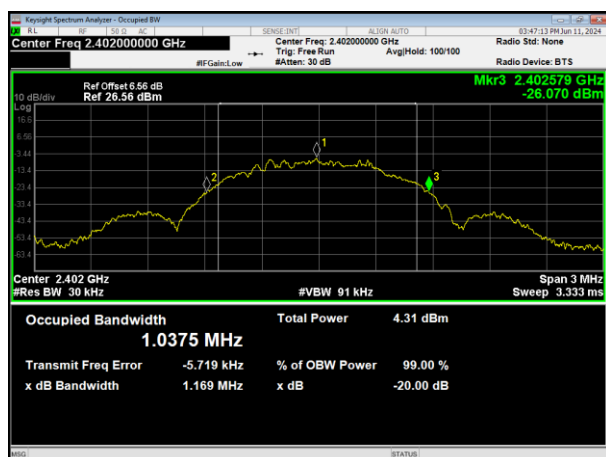 Keysight Spectrum Analyzer - Occupied BW
RL RF 50 Ω AC SENSE:INT ALIGN AUTO 03:47:13 PM Jun 11, 2024
Center Freq 2.402000000 GHz Center Freq: 2.402000000 GHz Radio Std: None
Trig: Free Run Avg|Hold: 100/100
#IFGain:Low #Atten: 30 dB Radio Device: BTS
Mkr3 2.402579 GHz
Ref Offset 6.56 dB
10 dB/div Ref 26.56 dBm -26.070 dBm
Log
16.6
6.56
-3.44
-13.4
-23.4
-33.4
-43.4
-53.4
-63.4
1
2
3
Center 2.402 GHz Span 3 MHz
#Res BW 30 kHz #VBW 91 kHz Sweep 3.333 ms
Occupied Bandwidth Total Power 4.31 dBm
1.0375 MHz
Transmit Freq Error -5.719 kHz % of OBW Power 99.00 %
x dB Bandwidth 1.169 MHz x dB -20.00 dB
MSG STATUS